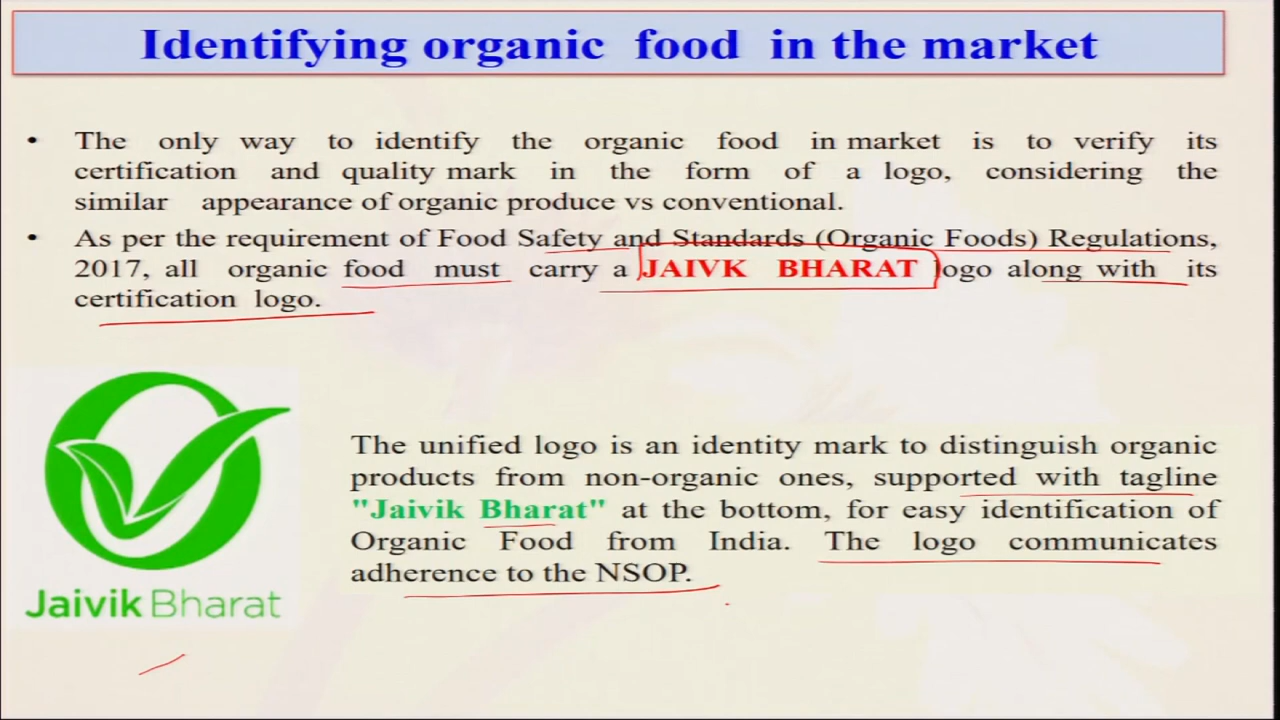 Identifying organic food in the market
• The only way to identify the organic food in market is to verify its
certification and quality mark in the form of a logo, considering the
similar appearance of organic produce vs conventional.
• As per the requirement of Food Safety and Standards (Organic Foods) Regulations,
2017, all organic food must carry a JAIVK BHARAT logo along with its
certification logo.
The unified logo is an identity mark to distinguish organic
products from non-organic ones, supported with tagline
"Jaivik Bharat" at the bottom, for easy identification of
Organic Food from India. The logo communicates
adherence to the NSOP.
Jaivik Bharat